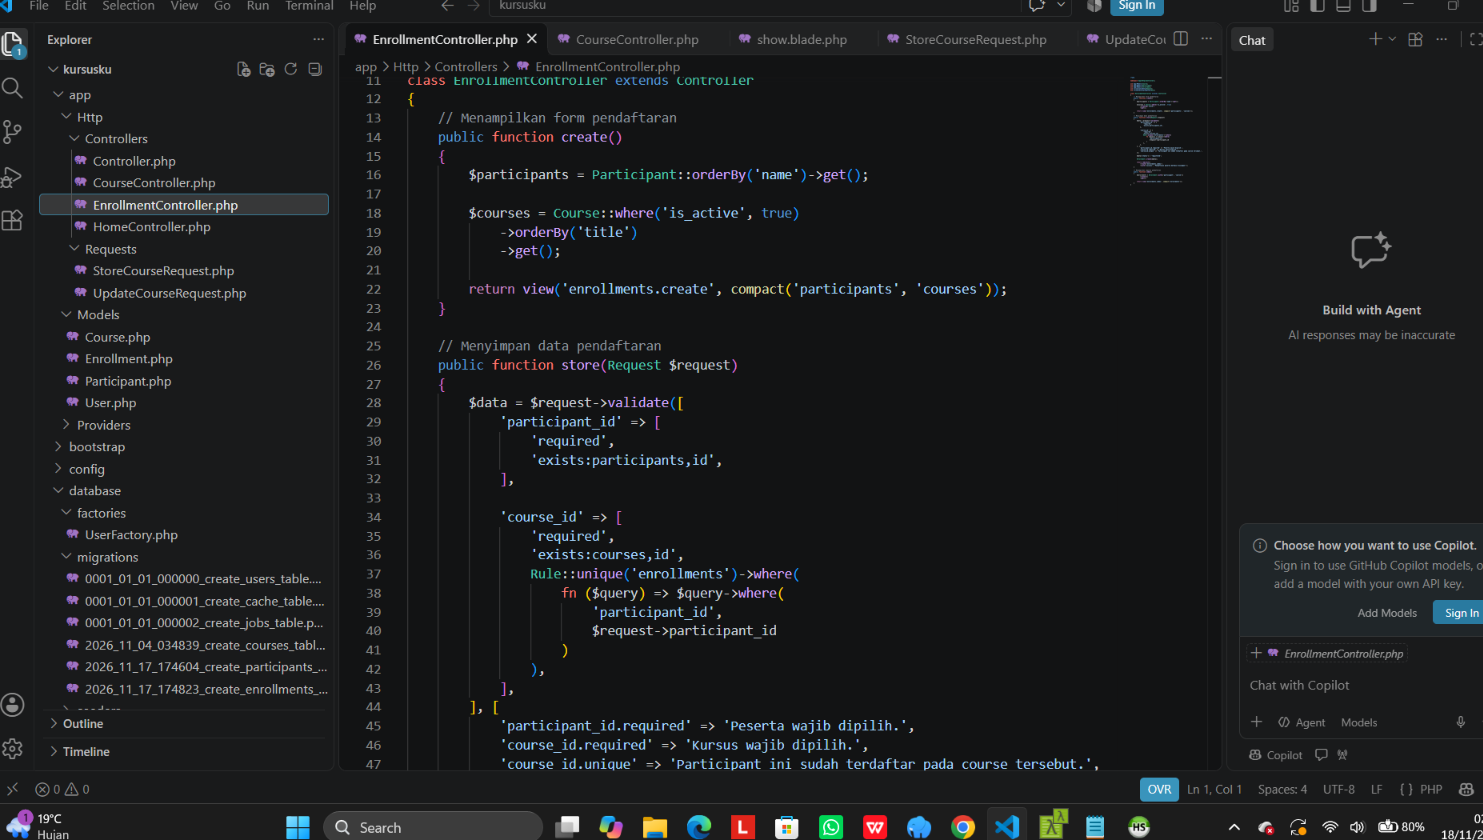 File Edit Selection View Go Run Terminal Help
kursusku
Sign In
Explorer
kursusku
app
Http
Controllers
Controller.php
CourseController.php
EnrollmentController.php
HomeController.php
Requests
StoreCourseRequest.php
UpdateCourseRequest.php
Models
Course.php
Enrollment.php
Participant.php
User.php
Providers
bootstrap
config
database
factories
UserFactory.php
migrations
0001_01_01_000000_create_users_table....
0001_01_01_000001_create_cache_table....
0001_01_01_000002_create_jobs_table.p...
2026_11_04_034839_create_courses_tabl...
2026_11_17_174604_create_participants_...
2026_11_17_174823_create_enrollments_...
Outline
Timeline
EnrollmentController.php CourseController.php show.blade.php StoreCourseRequest.php UpdateCou
app > Http > Controllers > EnrollmentController.php
11 class EnrollmentController extends Controller
12 {
13 // Menampilkan form pendaftaran
14 public function create()
15 {
16 $participants = Participant::orderBy('name')->get();
17
18 $courses = Course::where('is_active', true)
19 ->orderBy('title')
20 ->get();
21
22 return view('enrollments.create', compact('participants', 'courses'));
23 }
24
25 // Menyimpan data pendaftaran
26 public function store(Request $request)
27 {
28 $data = $request->validate([
29 'participant_id' => [
30 'required',
31 'exists:participants,id',
32 ],
33
34 'course_id' => [
35 'required',
36 'exists:courses,id',
37 Rule::unique('enrollments')->where(
38 fn ($query) => $query->where(
39 'participant_id',
40 $request->participant_id
41 )
42 ),
43 ],
44 ], [
45 'participant_id.required' => 'Peserta wajib dipilih.',
46 'course_id.required' => 'Kursus wajib dipilih.',
47 'course_id.unique' => 'Participant ini sudah terdaftar pada course tersebut.',
Chat
Build with Agent
AI responses may be inaccurate
Choose how you want to use Copilot.
Sign in to use GitHub Copilot models, o
add a model with your own API key.
Add Models Sign In
EnrollmentController.php
Chat with Copilot
Agent Models
Copilot
0 0 OVR Ln 1, Col 1 Spaces: 4 UTF-8 LF { } PHP
1
19°C
Hujan
Search
80%
18/11/2